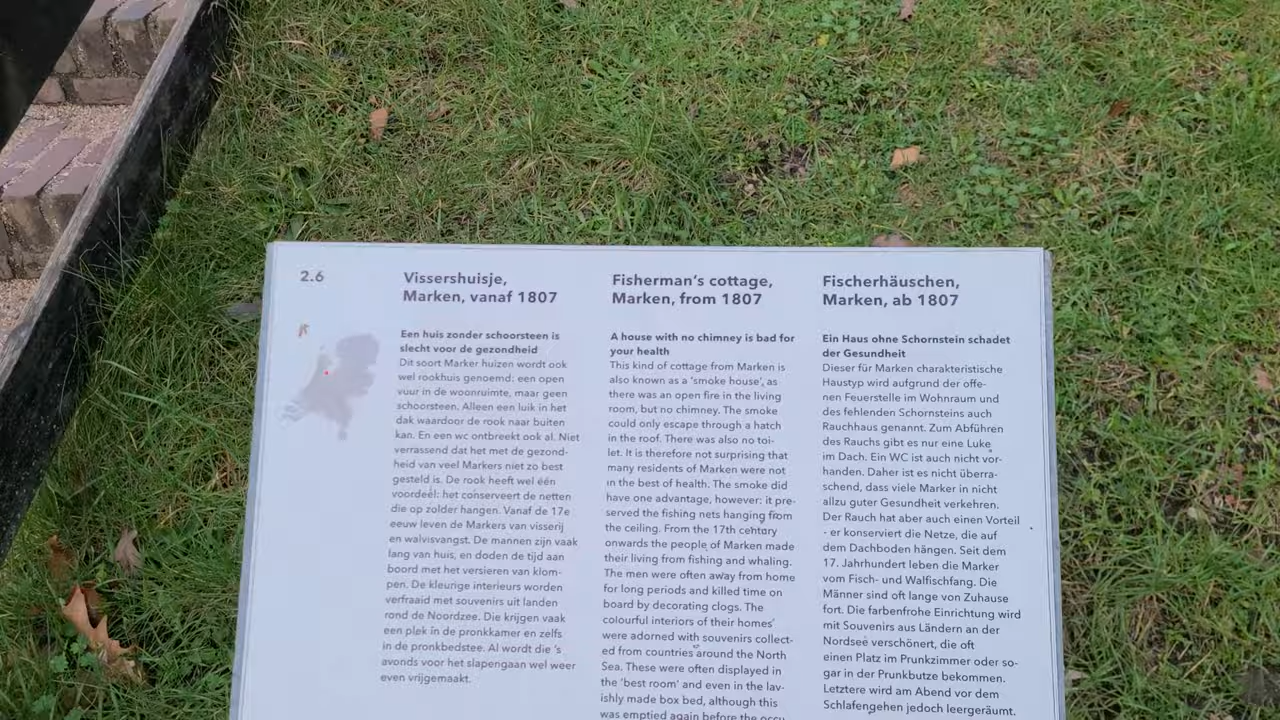 2.6
Vissershuisje,
Marken, vanaf 1807
Een huis zonder schoorsteen is
slecht voor de gezondheid
Dit soort Marker huizen wordt ook
wel rookhuis genoemd: een open
vuur in de woonruimte, maar geen
schoorsteen. Alleen een luik in het
dak waardoor de rook naar buiten
kan. En een wc ontbreekt ook al. Niet
verrassend dat het met de gezond-
heid van veel Markers niet zo best
gesteld is. De rook heeft wel één
voordeel: het conserveert de netten
die op zolder hangen. Vanaf de 17e
eeuw leven de Markers van visserij
en walvisvangst. De mannen zijn vaak
lang van huis, en doden de tijd aan
boord met het versieren van klom-
pen. De kleurige interieurs worden
verfraaid met souvenirs uit landen
rond de Noordzee. Die krijgen vaak
een plek in de pronkkamer en zelfs
in de pronkbedstee. Al wordt die 's
avonds voor het slapengaan wel weer
even vrijgemaakt.
Fisherman's cottage,
Marken, from 1807
A house with no chimney is bad for
your health
This kind of cottage from Marken is
also known as a 'smoke house', as
there was an open fire in the living
room, but no chimney. The smoke
could only escape through a hatch
in the roof. There was also no toi-
let. It is therefore not surprising that
many residents of Marken were not
in the best of health. The smoke did
have one advantage, however: it pre-
served the fishing nets hanging from
the ceiling. From the 17th century
onwards the people of Marken made
their living from fishing and whaling.
The men were often away from home
for long periods and killed time on
board by decorating clogs. The
colourful interiors of their homes'
were adorned with souvenirs collect-
ed from countries around the North
Sea. These were often displayed in
the 'best room' and even in the lav-
ishly made box bed, although this
was emptied again before the occu
Fischerhäuschen,
Marken, ab 1807
Ein Haus ohne Schornstein schadet
der Gesundheit
Dieser für Marken charakteristische
Haustyp wird aufgrund der offe-
nen Feuerstelle im Wohnraum und
des fehlenden Schornsteins auch
Rauchhaus genannt. Zum Abführen
des Rauchs gibt es nur eine Luke
im Dach. Ein WC ist auch nicht vor-
handen. Daher ist es nicht überra-
schend, dass viele Marker in nicht
allzu guter Gesundheit verkehren.
Der Rauch hat aber auch einen Vorteil
- er konserviert die Netze, die auf
dem Dachboden hängen. Seit dem
17. Jahrhundert leben die Marker
vom Fisch- und Walfischfang. Die
Männer sind oft lange von Zuhause
fort. Die farbenfrohe Einrichtung wird
mit Souvenirs aus Ländern an der
Nordsee verschönert, die oft
einen Platz im Prunkzimmer oder so-
gar in der Prunkbutze bekommen.
Letztere wird am Abend vor dem
Schlafengehen jedoch leergeräumt.